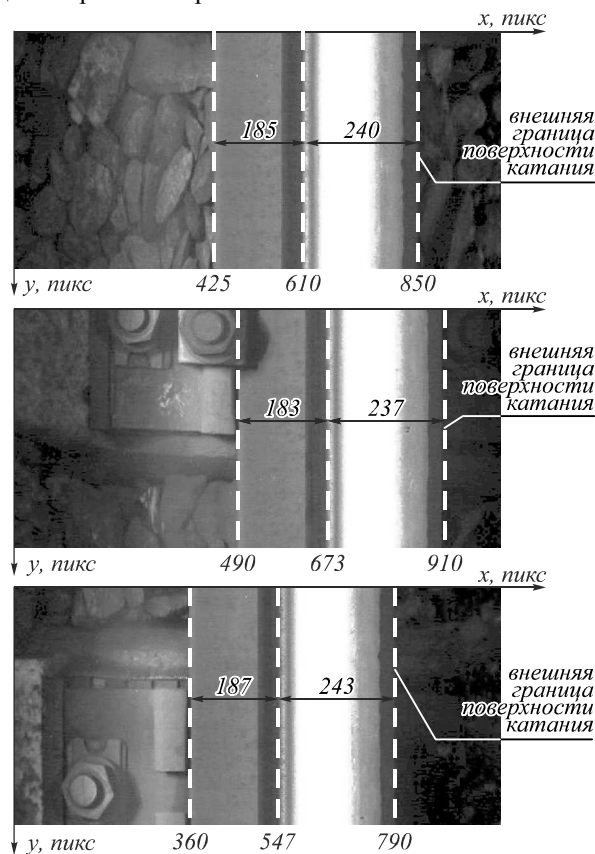 x, пикс
185
240
внешняя
граница
поверхности
катания
y, пикс
425
610
850
x, пикс
183
237
внешняя
граница
поверхности
катания
y, пикс
490
673
910
x, пикс
187
243
внешняя
граница
поверхности
катания
y, пикс
360
547
790